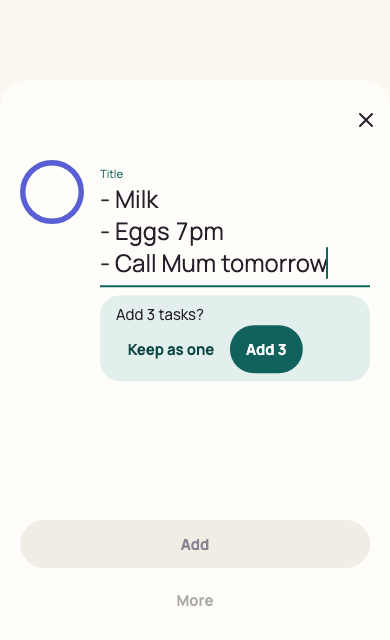 Title
- Milk
- Eggs 7pm
- Call Mum tomorrow
Add 3 tasks?
Keep as one
Add 3
Add
More